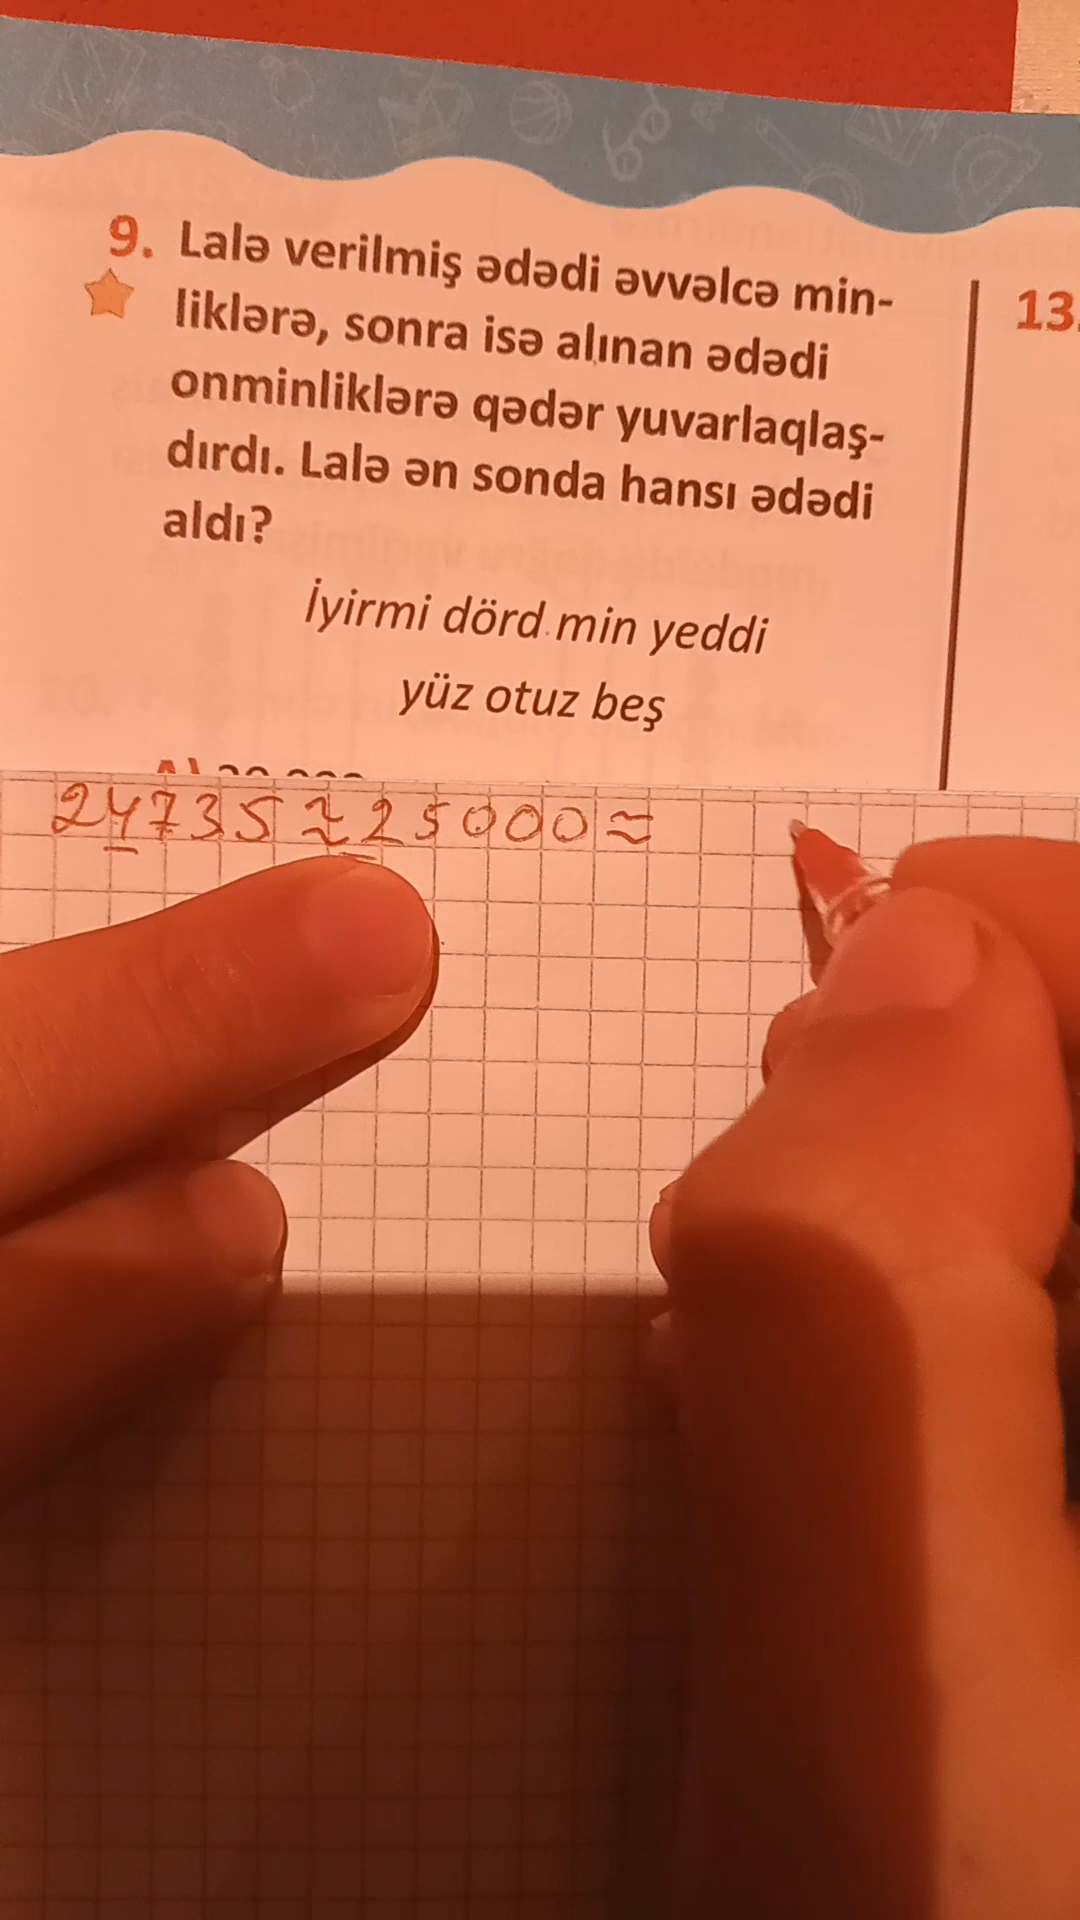 9. Lalə verilmiş ədədi əvvəlcə min-
liklərə, sonra isə alınan ədədi
onminliklərə qədər yuvarlaqlaş-
dırdı. Lalə ən sonda hansı ədədi
aldı?
İyirmi dörd min yeddi
yüz otuz beş
24735 ≈ 25000 ≈
13.